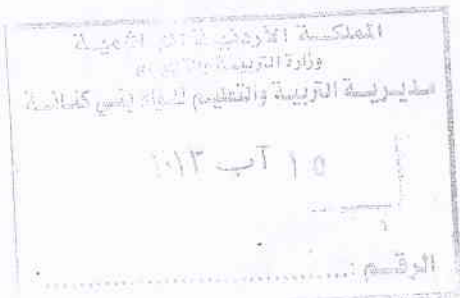 المملكة الأردنية الهاشمية
وزارة التربية والتعليم
مديرية التربية والتعليم للواء بني كنانة
١٥ آب ٢٠١٣
الرقم :....................